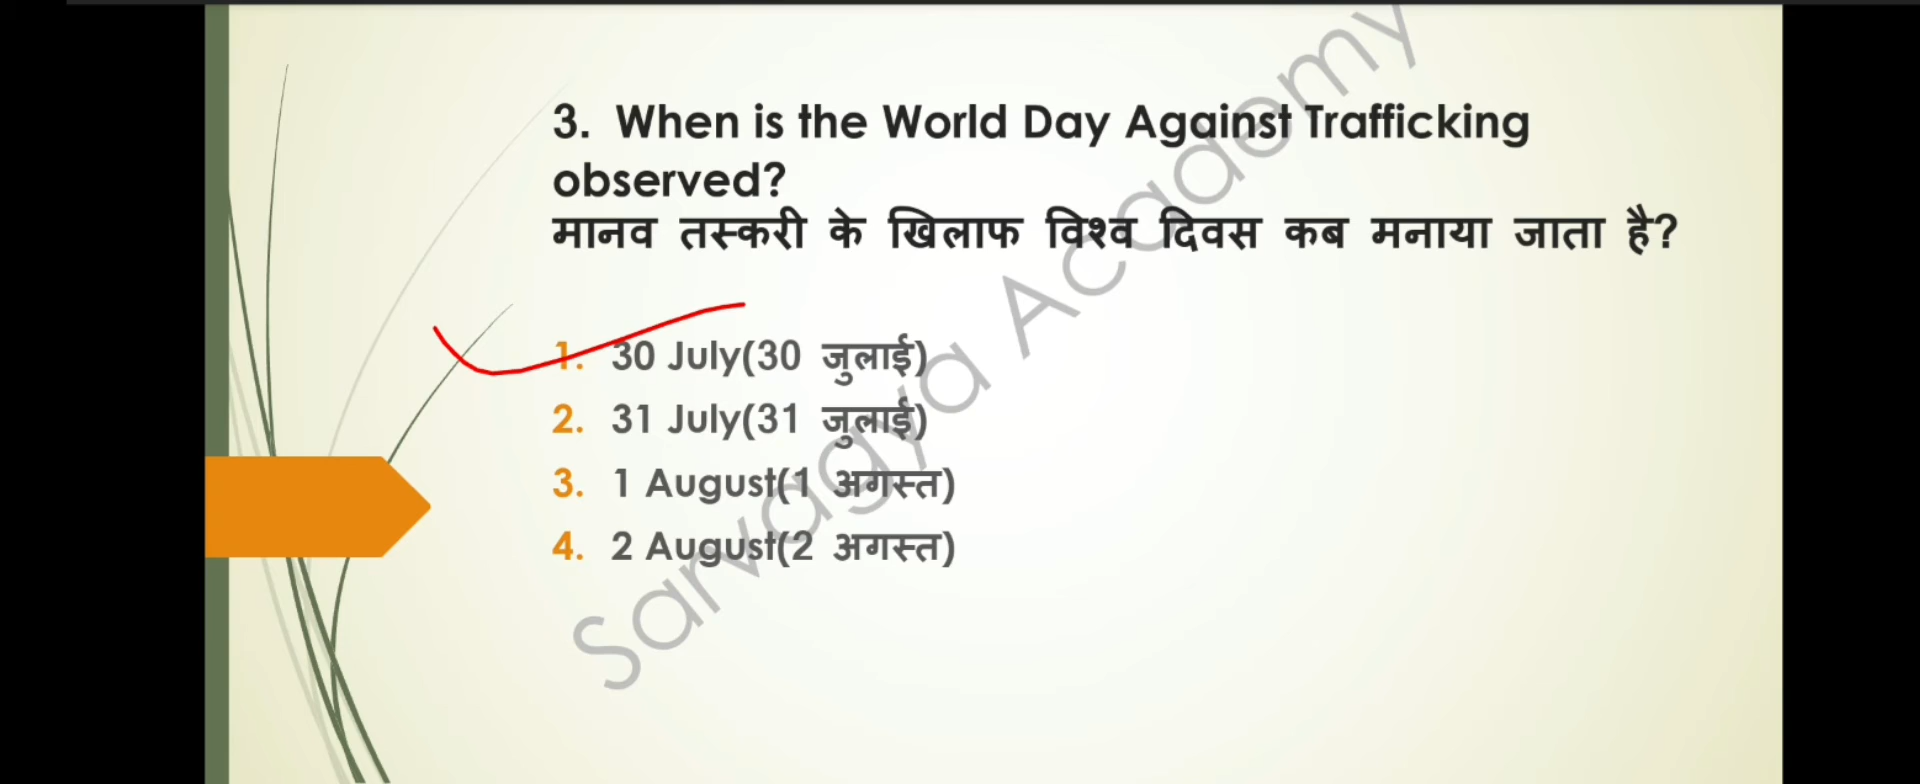 3. When is the World Day Against Trafficking
observed?
मानव तस्करी के खिलाफ विश्व दिवस कब मनाया जाता है?
1. 30 July(30 जुलाई)
2. 31 July(31 जुलाई)
3. 1 August(1 अगस्त)
4. 2 August(2 अगस्त)
Sarvagya Academy